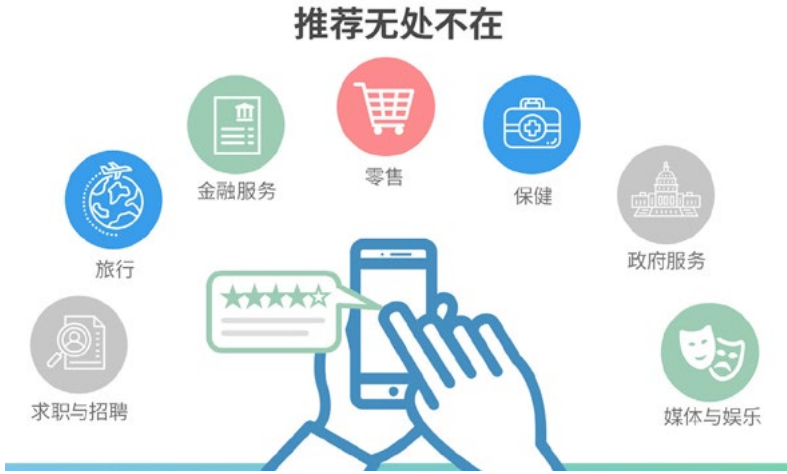 推荐无处不在
零售
金融服务
保健
旅行
政府服务
求职与招聘
媒体与娱乐